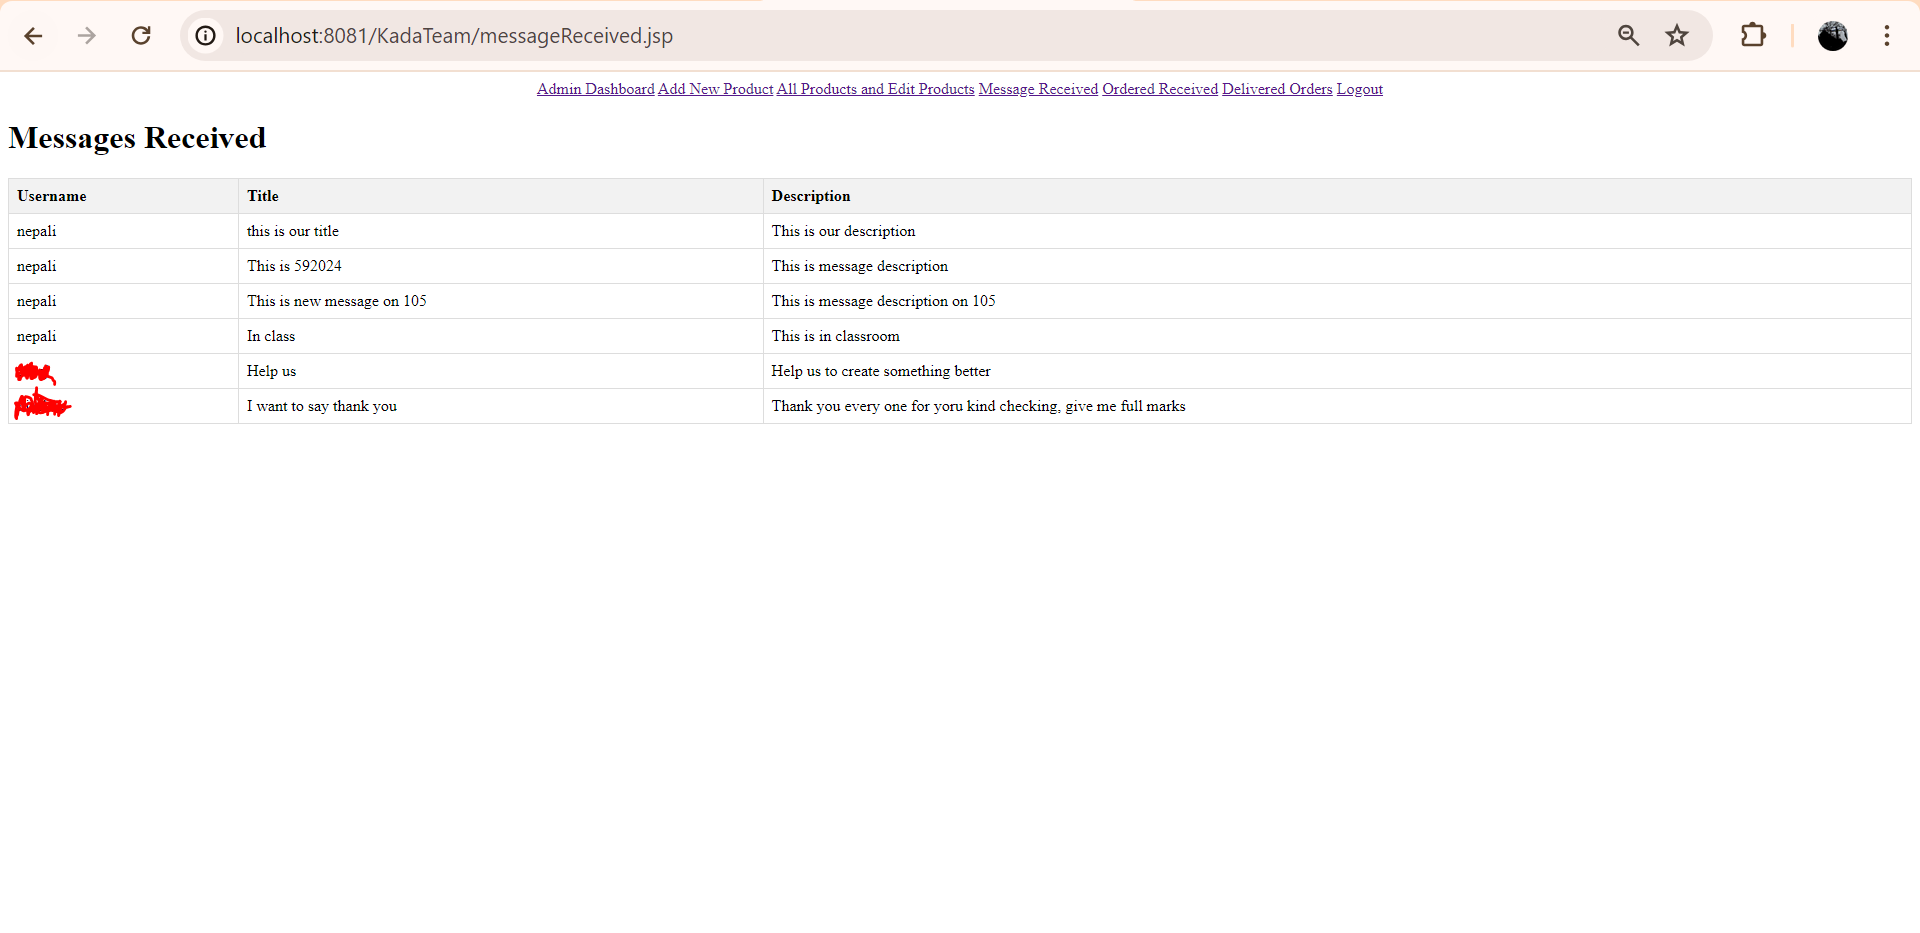 localhost:8081/KadaTeam/messageReceived.jsp
Admin Dashboard Add New Product All Products and Edit Products Message Received Ordered Received Delivered Orders Logout
Messages Received
Username Title Description
nepali this is our title This is our description
nepali This is 592024 This is message description
nepali This is new message on 105 This is message description on 105
nepali In class This is in classroom
Help us Help us to create something better
I want to say thank you Thank you every one for yoru kind checking, give me full marks